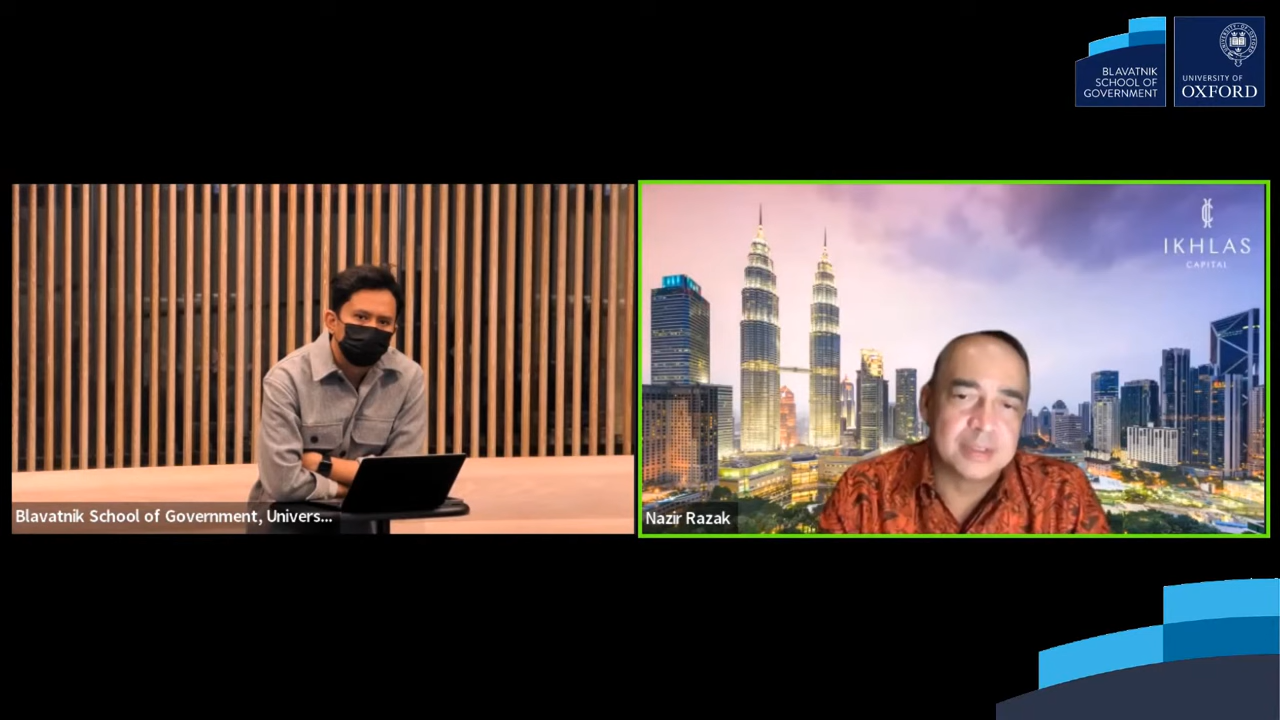 BLAVATNIK
SCHOOL OF
GOVERNMENT
UNIVERSITY OF
OXFORD
IKHLAS
CAPITAL
Blavatnik School of Government, Univers...
Nazir Razak